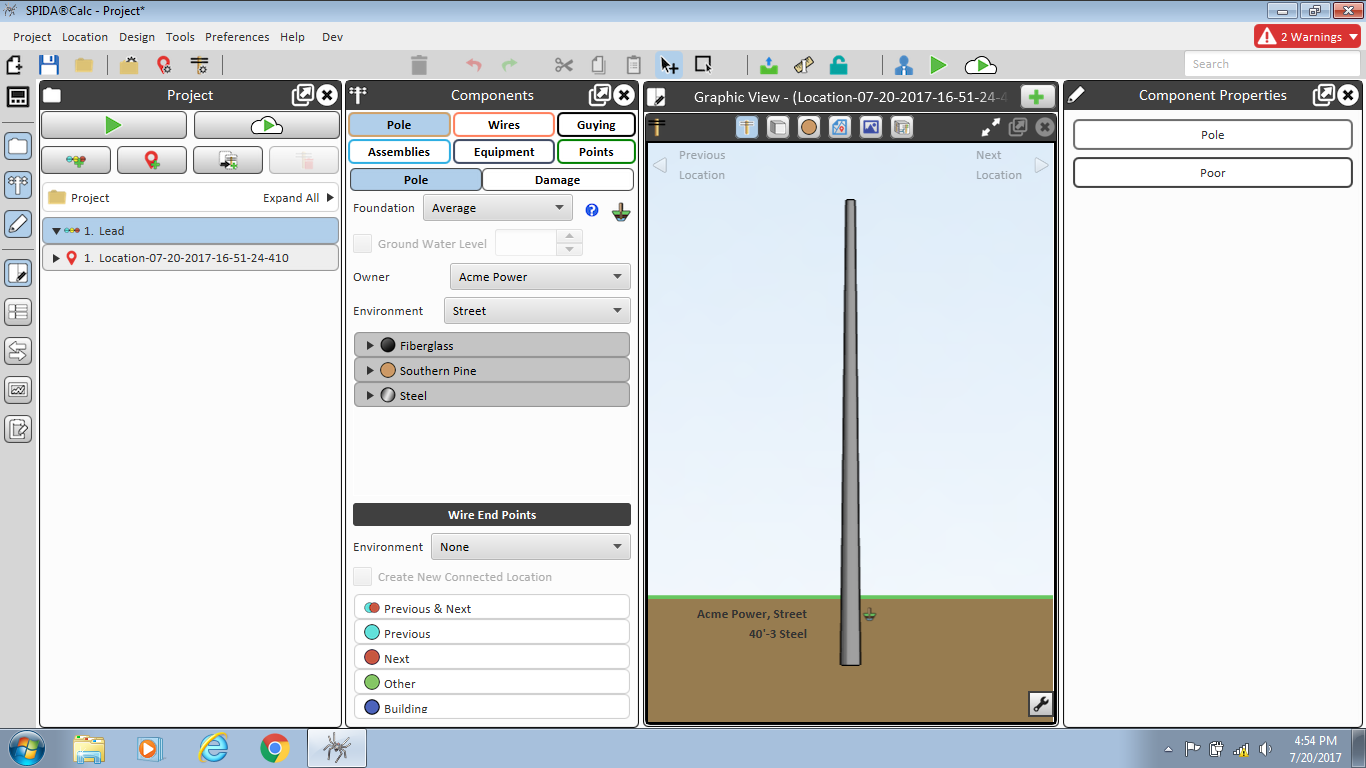 SPIDA®Calc - Project*
Project Location Design Tools Preferences Help Dev
2 Warnings
Search
Project
Project
Expand All
1. Lead
1. Location-07-20-2017-16-51-24-410
Components
Pole Wires Guying
Assemblies Equipment Points
Pole Damage
Foundation Average
Ground Water Level
Owner Acme Power
Environment Street
Fiberglass
Southern Pine
Steel
Wire End Points
Environment None
Create New Connected Location
Previous & Next
Previous
Next
Other
Building
Graphic View - (Location-07-20-2017-16-51-24-4
Previous
Location
Next
Location
Acme Power, Street
40'-3 Steel
Component Properties
Pole
Poor
4:54 PM
7/20/2017